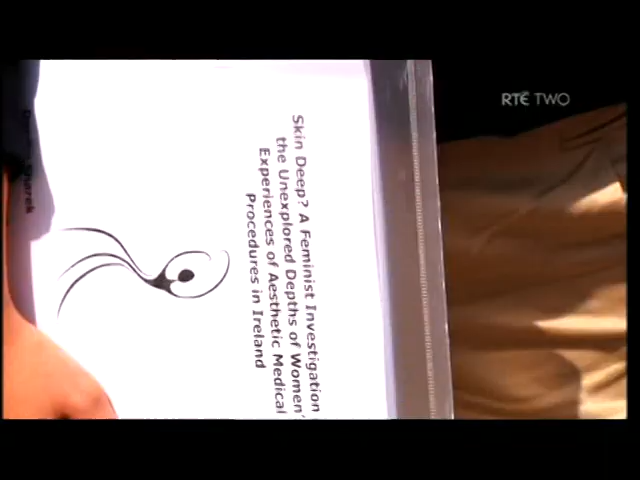 RTÉ TWO
Skin Deep? A Feminist Investigation
the Unexplored Depths of Women'
Experiences of Aesthetic Medical
Procedures in Ireland